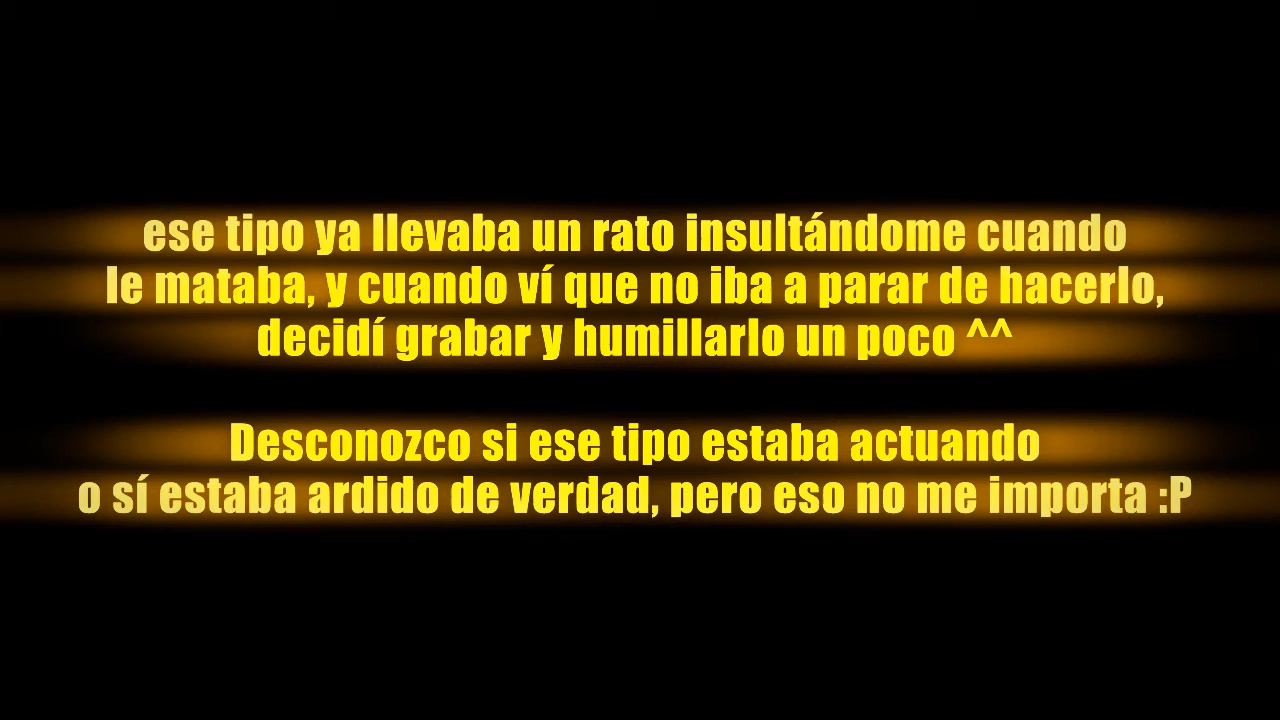 ese tipo ya llevaba un rato insultándome cuando
le mataba, y cuando ví que no iba a parar de hacerlo,
decidí grabar y humillarlo un poco ^^
Desconozco si ese tipo estaba actuando
o sí estaba ardido de verdad, pero eso no me importa :P